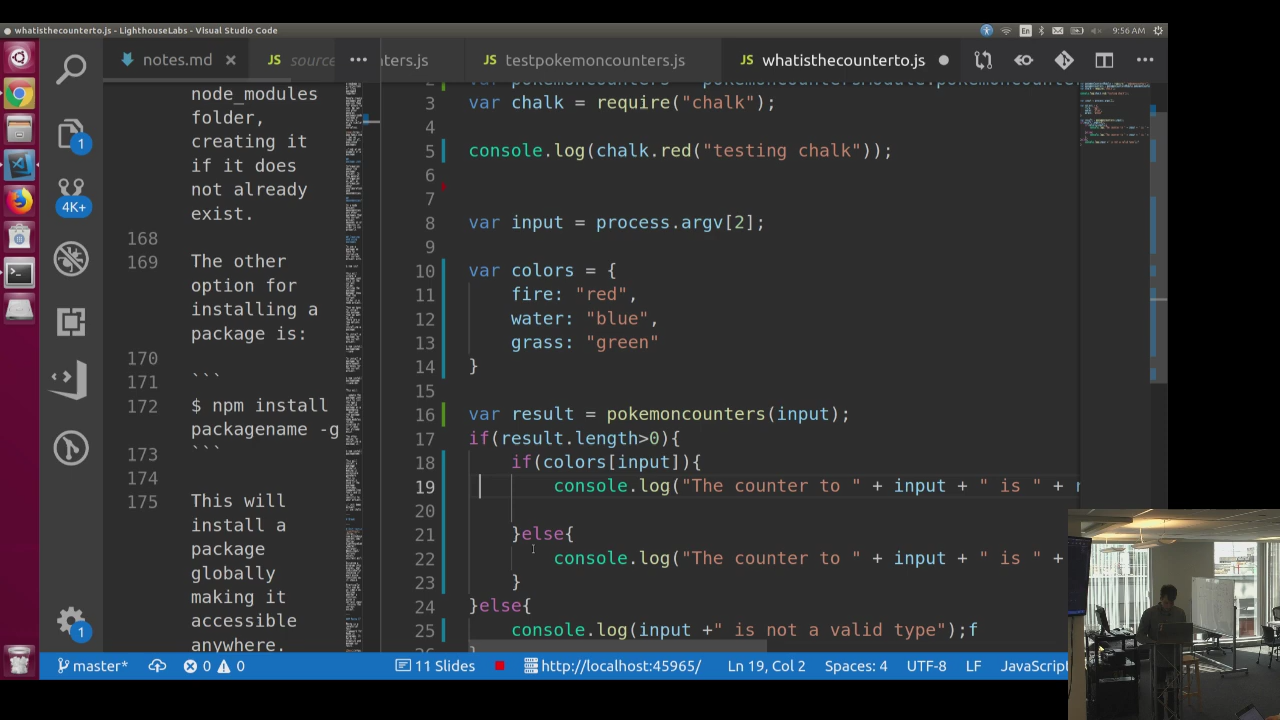 whatisthecounterto.js - LighthouseLabs - Visual Studio Code
En
9:56 AM
notes.md
JS
source
ters.js
JS testpokemoncounters.js
JS whatisthecounterto.js
node_modules
folder,
creating it
if it does
not already
exist.
168
169 The other
option for
installing a
package is:
170
171 ```
172 $ npm install
packagename -g
173 ```
174
175 This will
install a
package
globally
making it
accessible
anywhere.
1
4K+
1
3 var chalk = require("chalk");
4
5 console.log(chalk.red("testing chalk"));
6
7
8 var input = process.argv[2];
9
10 var colors = {
11 fire: "red",
12 water: "blue",
13 grass: "green"
14 }
15
16 var result = pokemoncounters(input);
17 if(result.length>0){
18 if(colors[input]){
19 console.log("The counter to " + input + " is " + r
20
21 }else{
22 console.log("The counter to " + input + " is " +
23 }
24 }else{
25 console.log(input +" is not a valid type");f
master*
0
0
11 Slides
http://localhost:45965/
Ln 19, Col 2
Spaces: 4
UTF-8
LF
JavaScript